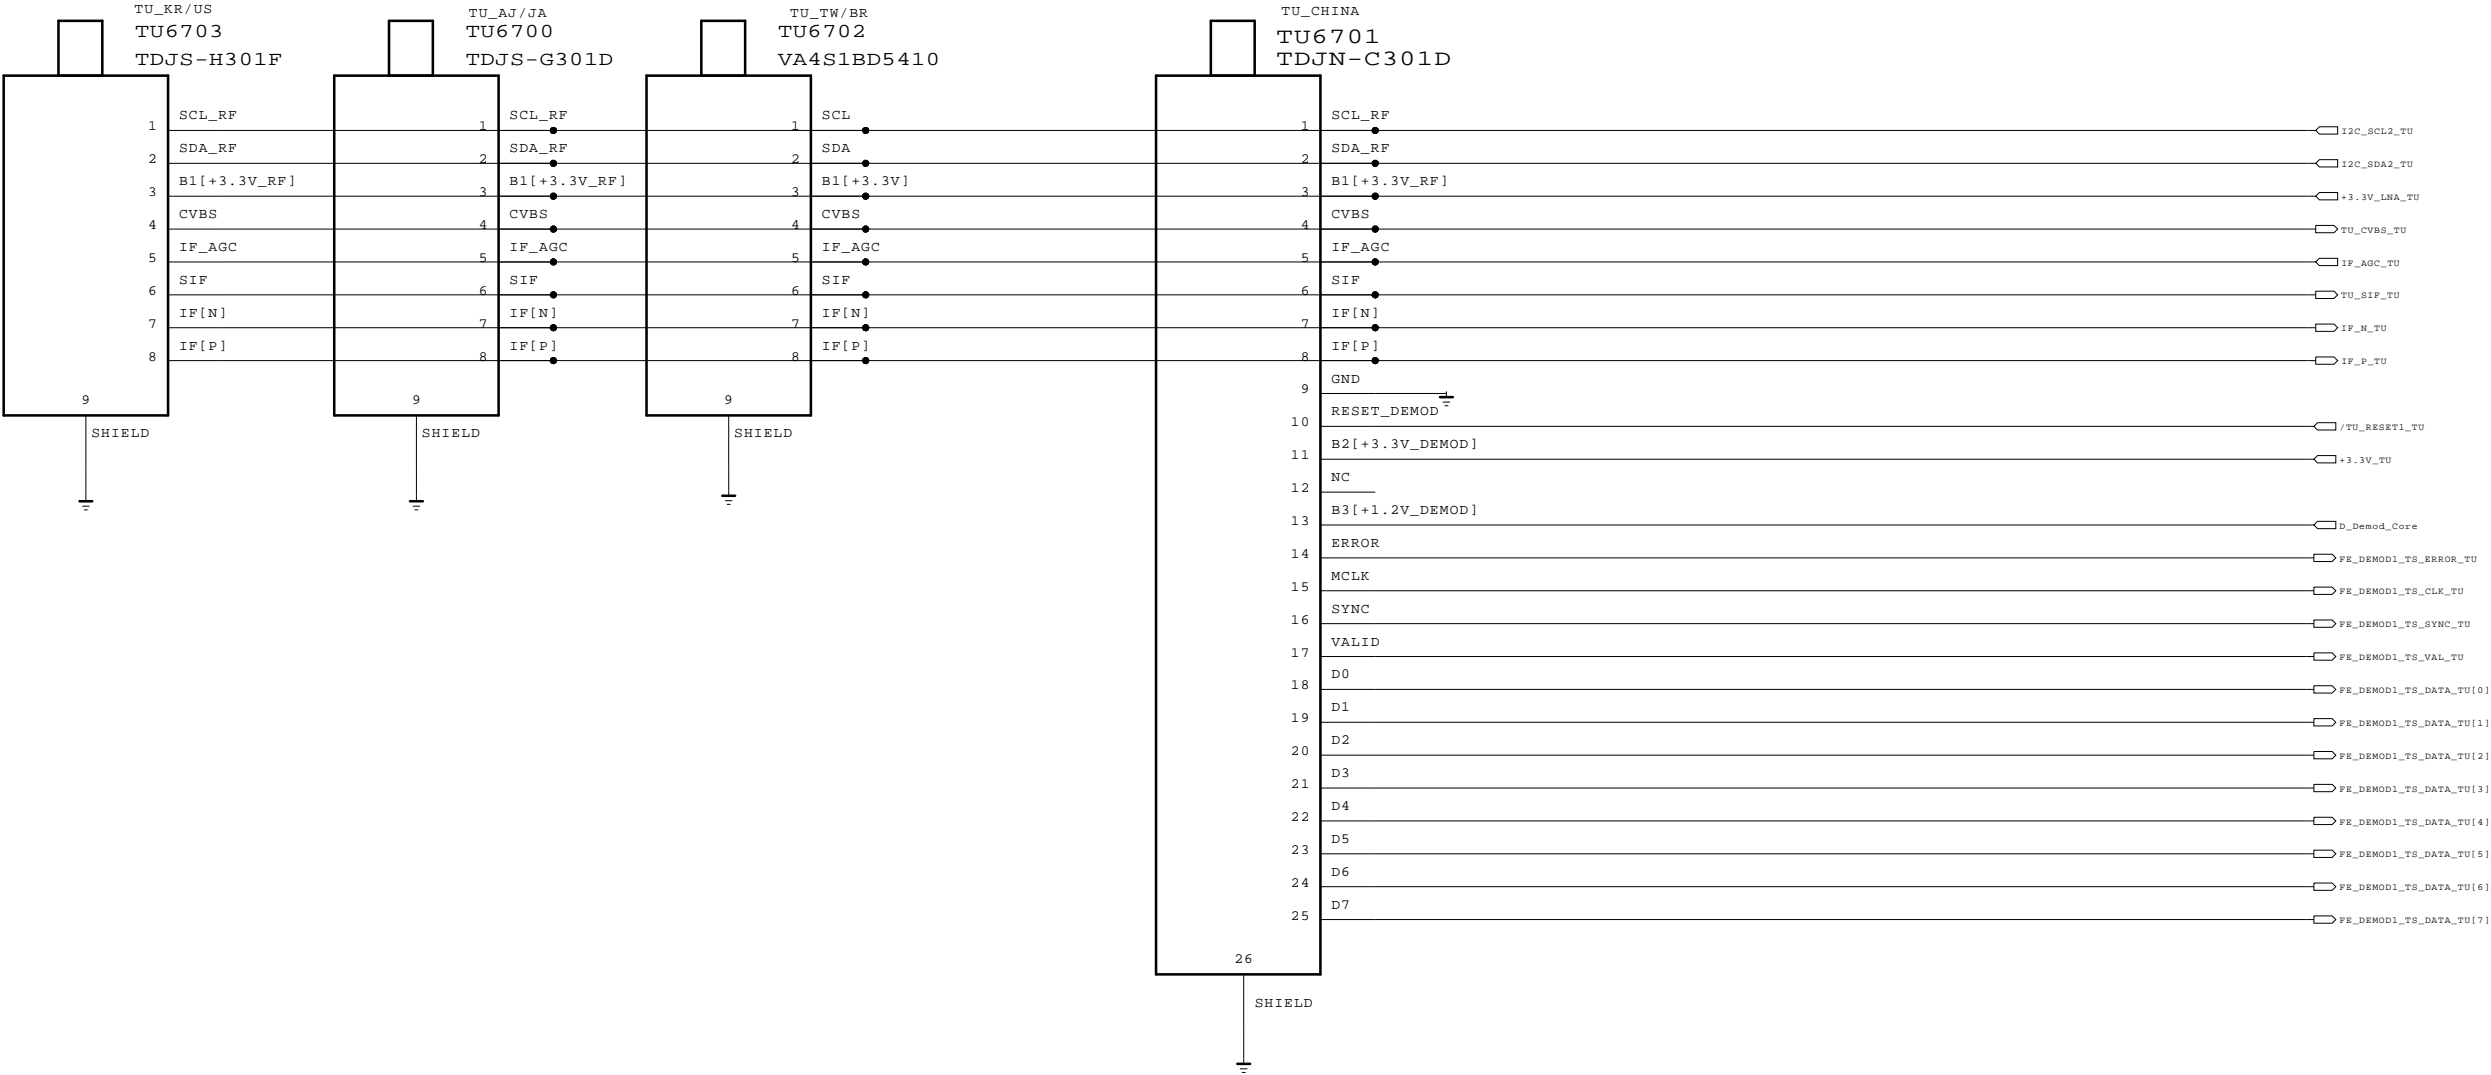 TU_KR/US
TU6703
TDJS-H301F
1 SCL_RF
2 SDA_RF
3 B1[+3.3V_RF]
4 CVBS
5 IF_AGC
6 SIF
7 IF[N]
8 IF[P]
9
SHIELD
TU_AJ/JA
TU6700
TDJS-G301D
1 SCL_RF
2 SDA_RF
3 B1[+3.3V_RF]
4 CVBS
5 IF_AGC
6 SIF
7 IF[N]
8 IF[P]
9
SHIELD
TU_TW/BR
TU6702
VA4S1BD5410
1 SCL
2 SDA
3 B1[+3.3V]
4 CVBS
5 IF_AGC
6 SIF
7 IF[N]
8 IF[P]
9
SHIELD
TU_CHINA
TU6701
TDJN-C301D
1 SCL_RF I2C_SCL2_TU
2 SDA_RF I2C_SDA2_TU
3 B1[+3.3V_RF] +3.3V_LNA_TU
4 CVBS TU_CVBS_TU
5 IF_AGC IF_AGC_TU
6 SIF TU_SIF_TU
7 IF[N] IF_N_TU
8 IF[P] IF_P_TU
9 GND
10 RESET_DEMOD /TU_RESET1_TU
11 B2[+3.3V_DEMOD] +3.3V_TU
12 NC
13 B3[+1.2V_DEMOD] D_Demod_Core
14 ERROR FE_DEMOD1_TS_ERROR_TU
15 MCLK FE_DEMOD1_TS_CLK_TU
16 SYNC FE_DEMOD1_TS_SYNC_TU
17 VALID FE_DEMOD1_TS_VAL_TU
18 D0 FE_DEMOD1_TS_DATA_TU[0]
19 D1 FE_DEMOD1_TS_DATA_TU[1]
20 D2 FE_DEMOD1_TS_DATA_TU[2]
21 D3 FE_DEMOD1_TS_DATA_TU[3]
22 D4 FE_DEMOD1_TS_DATA_TU[4]
23 D5 FE_DEMOD1_TS_DATA_TU[5]
24 D6 FE_DEMOD1_TS_DATA_TU[6]
25 D7 FE_DEMOD1_TS_DATA_TU[7]
26
SHIELD